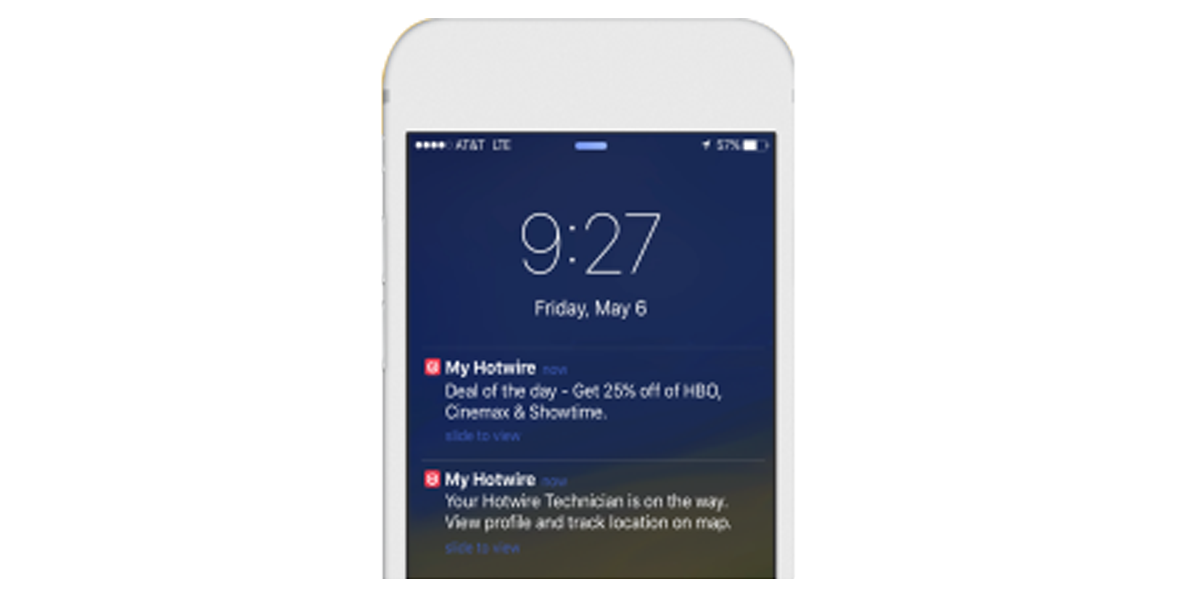 AT&T LTE 57%
9:27
Friday, May 6
My Hotwire now
Deal of the day - Get 25% off of HBO,
Cinemax & Showtime.
slide to view
My Hotwire now
Your Hotwire Technician is on the way.
View profile and track location on map.
slide to view